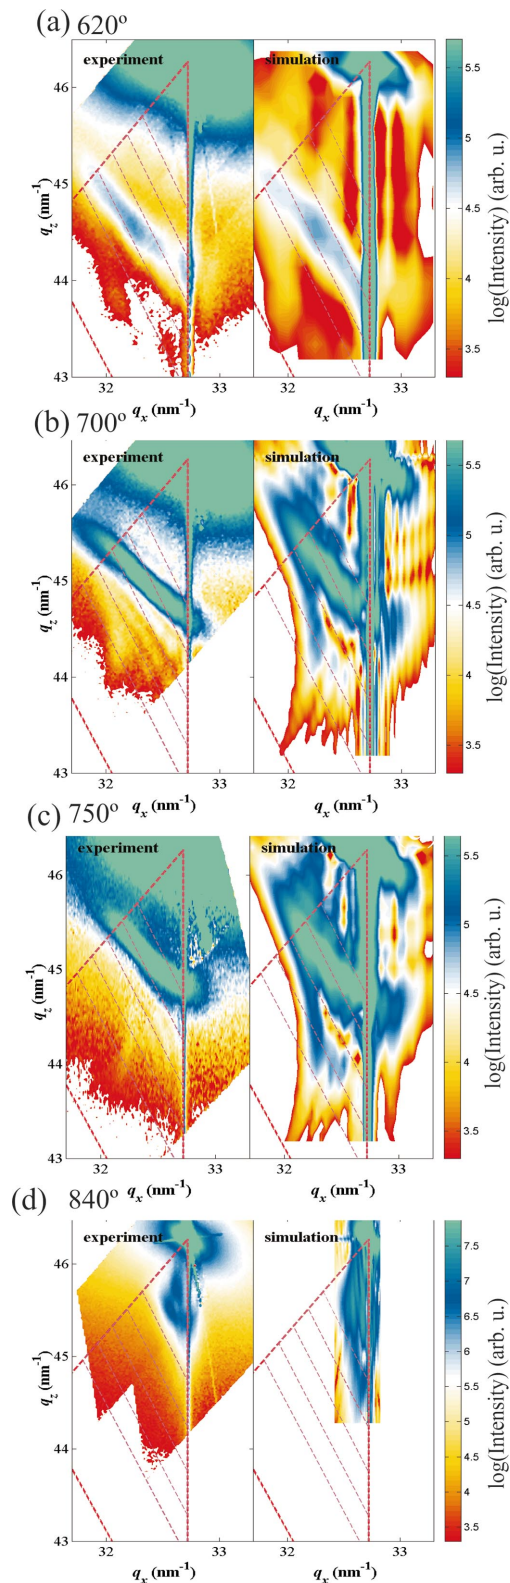 (a) 620º
experiment simulation
46
45
44
43
q_z (nm⁻¹)
32 33 32 33
q_x (nm⁻¹) q_x (nm⁻¹)
5.5
5
4.5
4
3.5
log(Intensity) (arb. u.)
(b) 700º
experiment simulation
46
45
44
43
q_z (nm⁻¹)
32 33 32 33
q_x (nm⁻¹) q_x (nm⁻¹)
5.5
5
4.5
4
3.5
log(Intensity) (arb. u.)
(c) 750º
experiment simulation
46
45
44
43
q_z (nm⁻¹)
32 33 32 33
q_x (nm⁻¹) q_x (nm⁻¹)
5.5
5
4.5
4
3.5
log(Intensity) (arb. u.)
(d) 840º
experiment simulation
46
45
44
43
q_z (nm⁻¹)
32 33 32 33
q_x (nm⁻¹) q_x (nm⁻¹)
7.5
7
6.5
6
5.5
5
4.5
4
3.5
log(Intensity) (arb. u.)